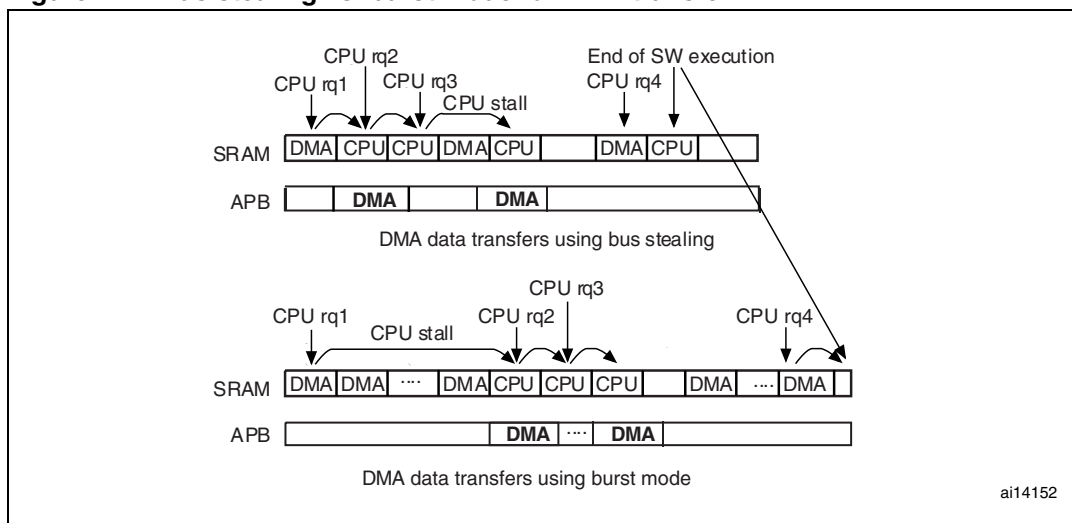 CPU rq2
End of SW execution
CPU rq1
CPU rq3
CPU rq4
CPU stall
SRAM DMA CPU CPU DMA CPU DMA CPU
APB DMA DMA
DMA data transfers using bus stealing
CPU rq3
CPU rq1
CPU stall
CPU rq2
CPU rq4
SRAM DMA DMA .... DMA CPU CPU CPU DMA .... DMA
APB DMA .... DMA
DMA data transfers using burst mode
ai14152